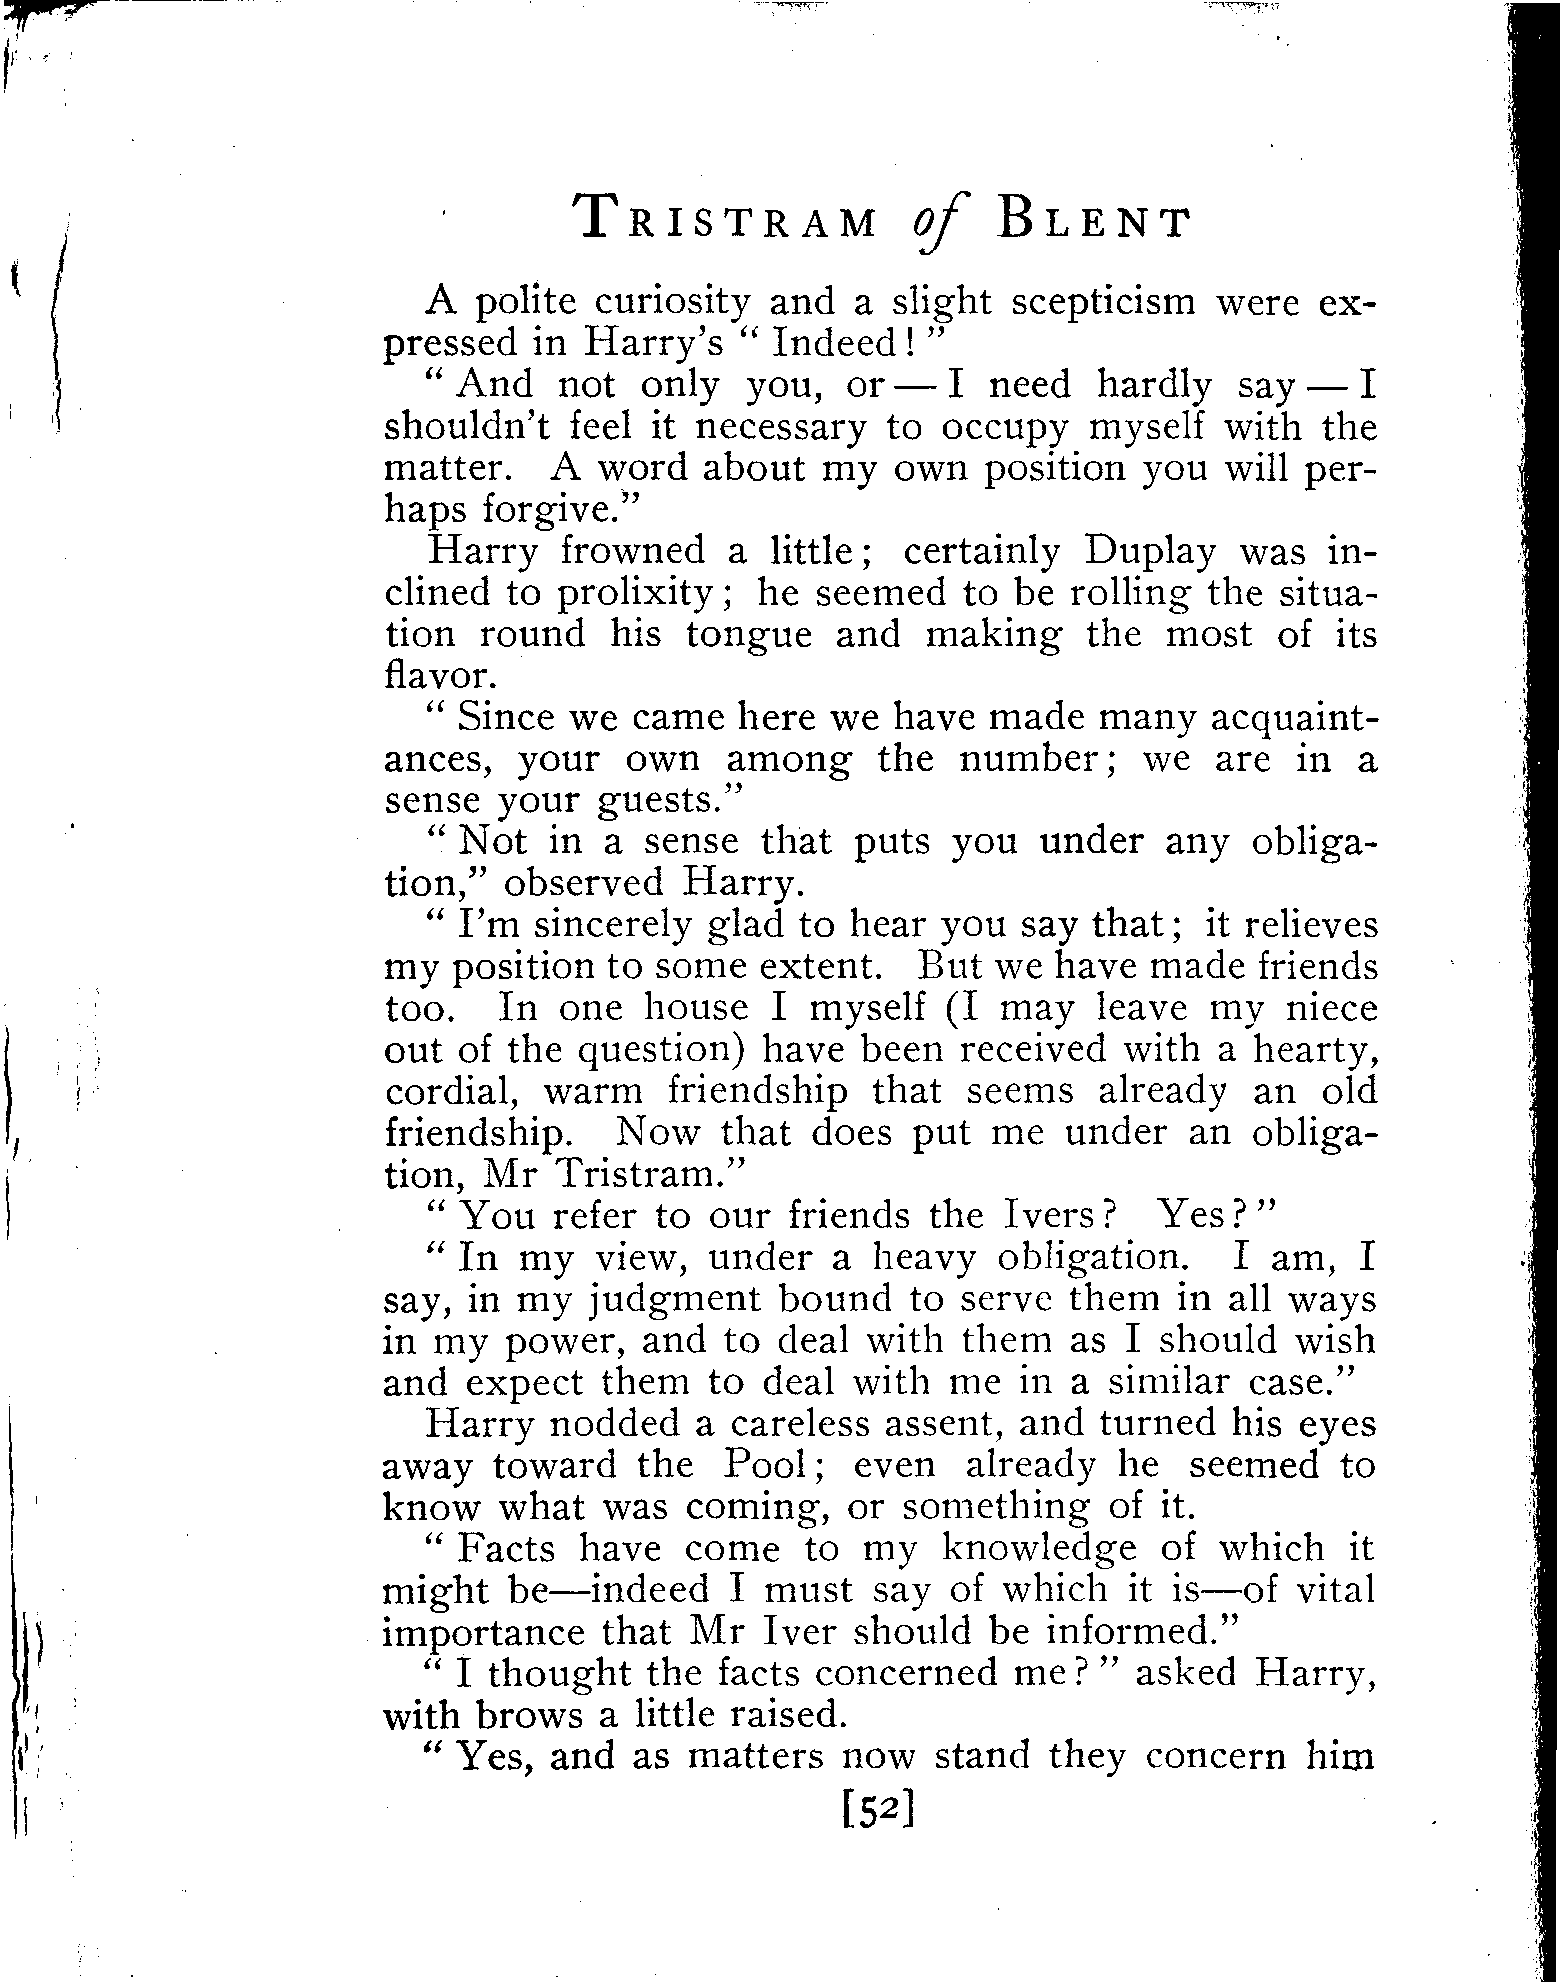 TRISTRAM of BLENT
A polite curiosity and a slight scepticism were ex-
pressed in Harry's “ Indeed ! ”
“ And not only you, or — I need hardly say — I
shouldn't feel it necessary to occupy myself with the
matter. A word about my own position you will per-
haps forgive.”
Harry frowned a little ; certainly Duplay was in-
clined to prolixity ; he seemed to be rolling the situa-
tion round his tongue and making the most of its
flavor.
“ Since we came here we have made many acquaint-
ances, your own among the number ; we are in a
sense your guests.”
“ Not in a sense that puts you under any obliga-
tion,” observed Harry.
“ I'm sincerely glad to hear you say that ; it relieves
my position to some extent. But we have made friends
too. In one house I myself (I may leave my niece
out of the question) have been received with a hearty,
cordial, warm friendship that seems already an old
friendship. Now that does put me under an obliga-
tion, Mr Tristram.”
“ You refer to our friends the Ivers ? Yes ? ”
“ In my view, under a heavy obligation. I am, I
say, in my judgment bound to serve them in all ways
in my power, and to deal with them as I should wish
and expect them to deal with me in a similar case.”
Harry nodded a careless assent, and turned his eyes
away toward the Pool ; even already he seemed to
know what was coming, or something of it.
“ Facts have come to my knowledge of which it
might be—indeed I must say of which it is—of vital
importance that Mr Iver should be informed.”
“ I thought the facts concerned me ? ” asked Harry,
with brows a little raised.
“ Yes, and as matters now stand they concern him
[52]